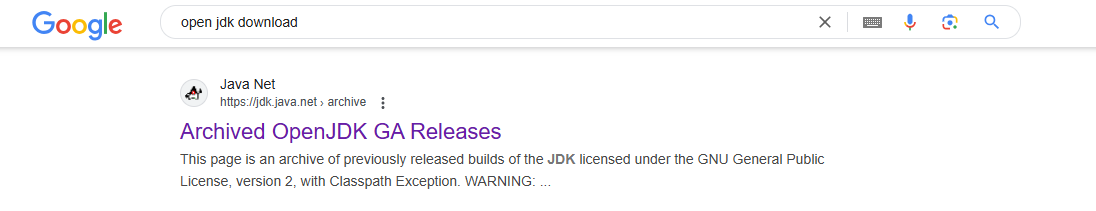 Google
open jdk download
Java Net
https://jdk.java.net › archive
Archived OpenJDK GA Releases
This page is an archive of previously released builds of the JDK licensed under the GNU General Public
License, version 2, with Classpath Exception. WARNING: ...